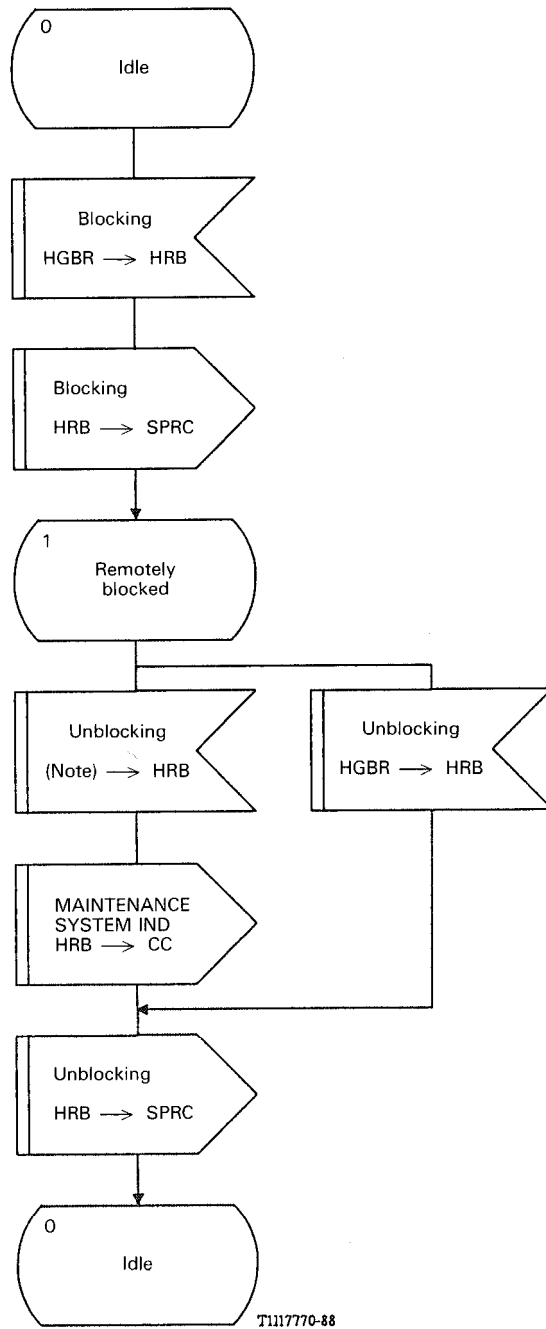 0
Idle
Blocking
HGBR → HRB
Blocking
HRB → SPRC
1
Remotely
blocked
Unblocking
(Note) → HRB
Unblocking
HGBR → HRB
MAINTENANCE
SYSTEM IND
HRB → CC
Unblocking
HRB → SPRC
0
Idle
T1117770-88